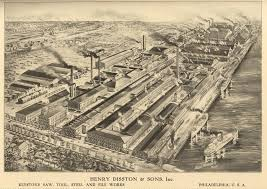 HENRY DISSTON & SONS, Inc.
KEYSTONE SAW, TOOL, STEEL AND FILE WORKS
PHILADELPHIA, U.S.A.